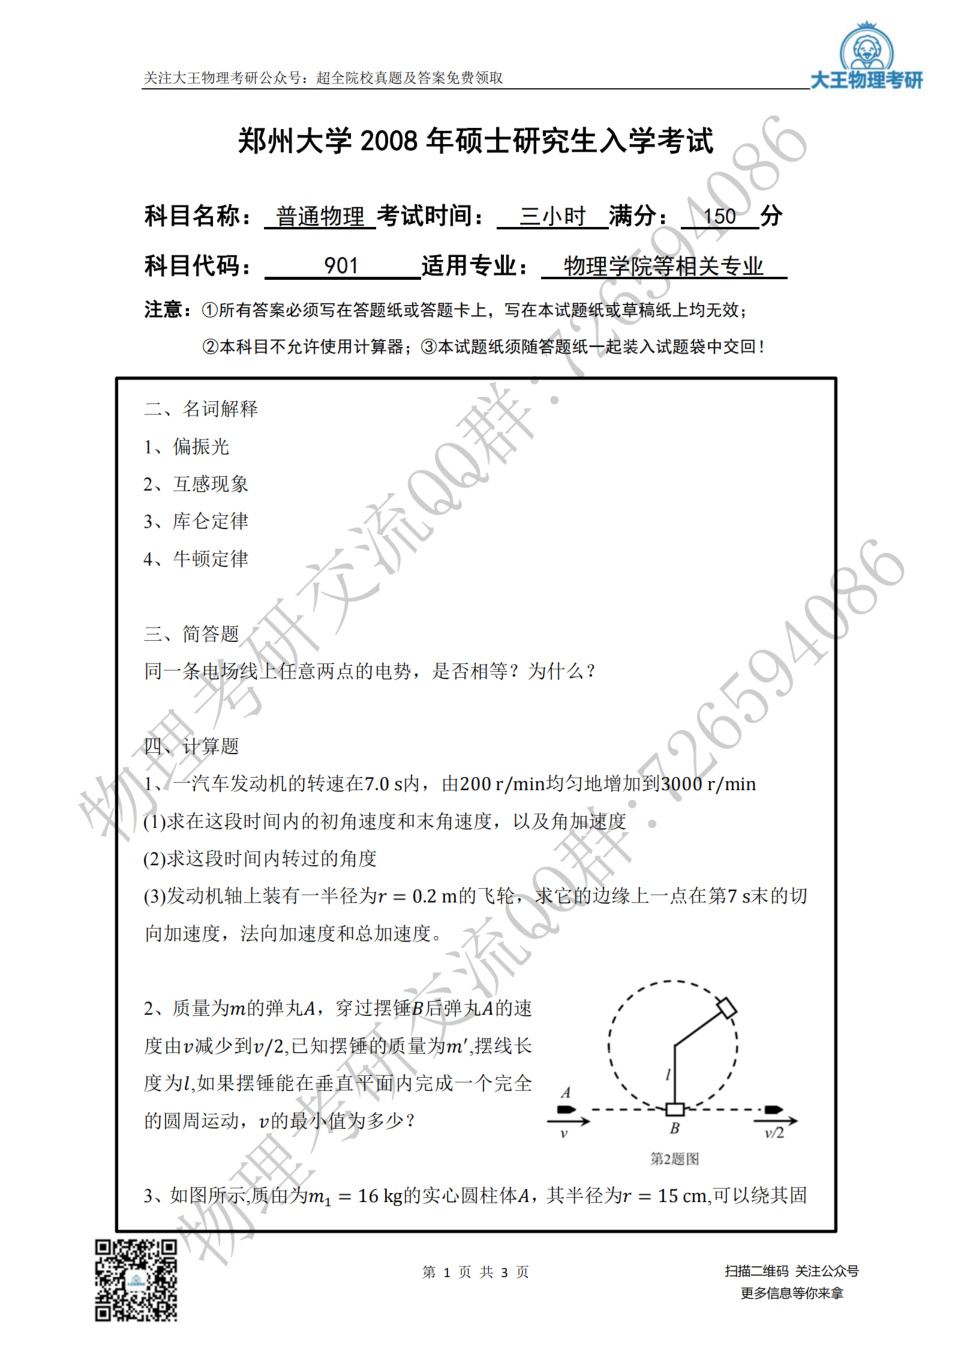 关注大王物理考研公众号：超全院校真题及答案免费领取
大王物理考研
郑州大学 2008 年硕士研究生入学考试
科目名称： 普通物理 考试时间： 三小时 满分： 150 分
科目代码： 901 适用专业： 物理学院等相关专业
注意：①所有答案必须写在答题纸或答题卡上，写在本试题纸或草稿纸上均无效；
②本科目不允许使用计算器；③本试题纸须随答题纸一起装入试题袋中交回！
二、名词解释
1、偏振光
2、互感现象
3、库仑定律
4、牛顿定律
三、简答题
同一条电场线上任意两点的电势，是否相等？为什么？
四、计算题
1、一汽车发动机的转速在7.0 s内，由200 r/min均匀地增加到3000 r/min
(1)求在这段时间内的初角速度和末角速度，以及角加速度
(2)求这段时间内转过的角度
(3)发动机轴上装有一半径为r = 0.2 m的飞轮，求它的边缘上一点在第7 s末的切
向加速度，法向加速度和总加速度。
2、质量为m的弹丸A，穿过摆锤B后弹丸A的速
度由v减少到v/2,已知摆锤的质量为m′,摆线长
度为l,如果摆锤能在垂直平面内完成一个完全
的圆周运动，v的最小值为多少？
l
A
B
v
v/2
第2题图
3、如图所示,质由为m₁ = 16 kg的实心圆柱体A，其半径为r = 15 cm,可以绕其固
物理考研交流QQ群：726594086
物理考研交流QQ群：726594086
大王物理考研
第 1 页 共 3 页
扫描二维码 关注公众号
更多信息等你来拿